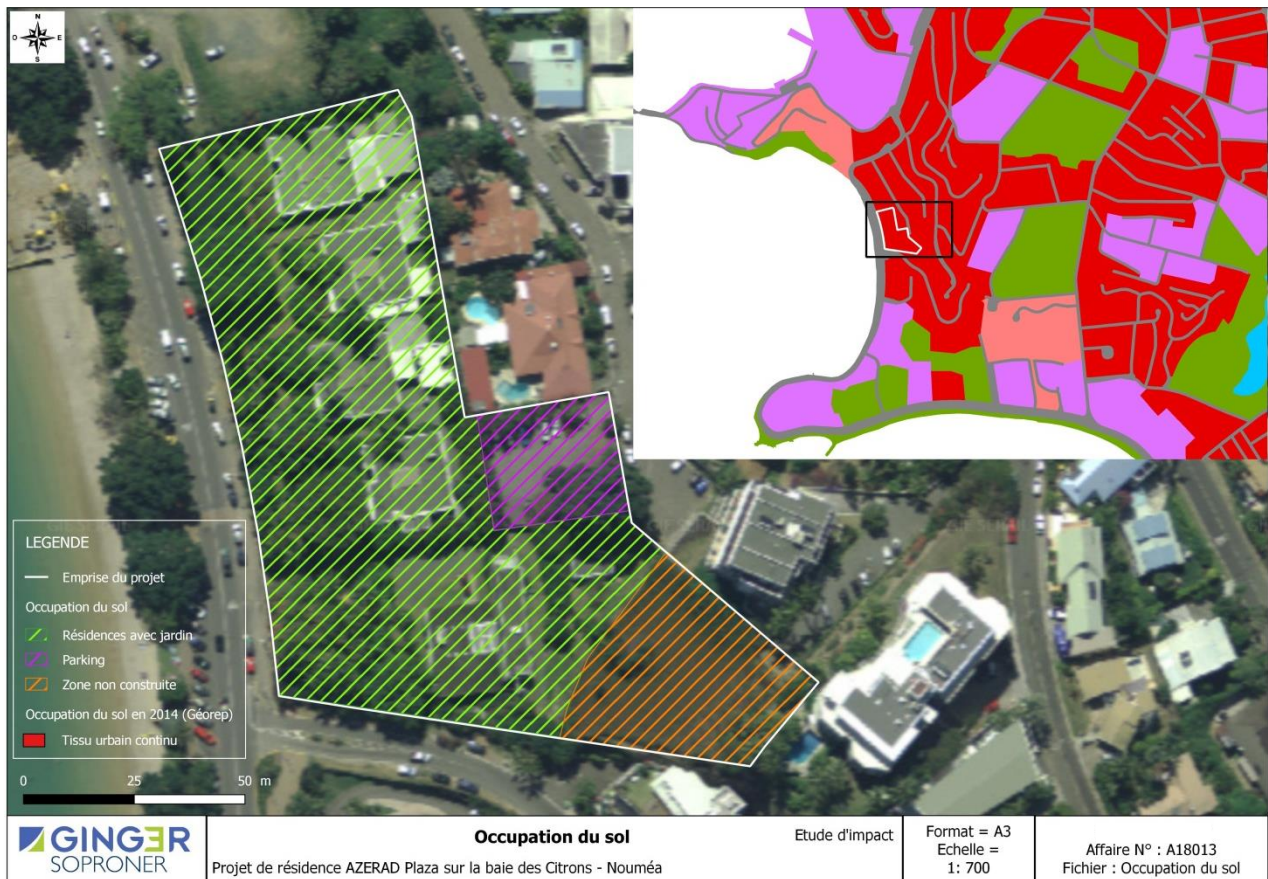 N
O
E
S
LEGENDE
Emprise du projet
Occupation du sol
Résidences avec jardin
Parking
Zone non construite
Occupation du sol en 2014 (Géorep)
Tissu urbain continu
0 25 50 m
GINGER
SOPRONER
Occupation du sol
Etude d'impact
Projet de résidence AZERAD Plaza sur la baie des Citrons - Nouméa
Format = A3
Echelle =
1: 700
Affaire N° : A18013
Fichier : Occupation du sol